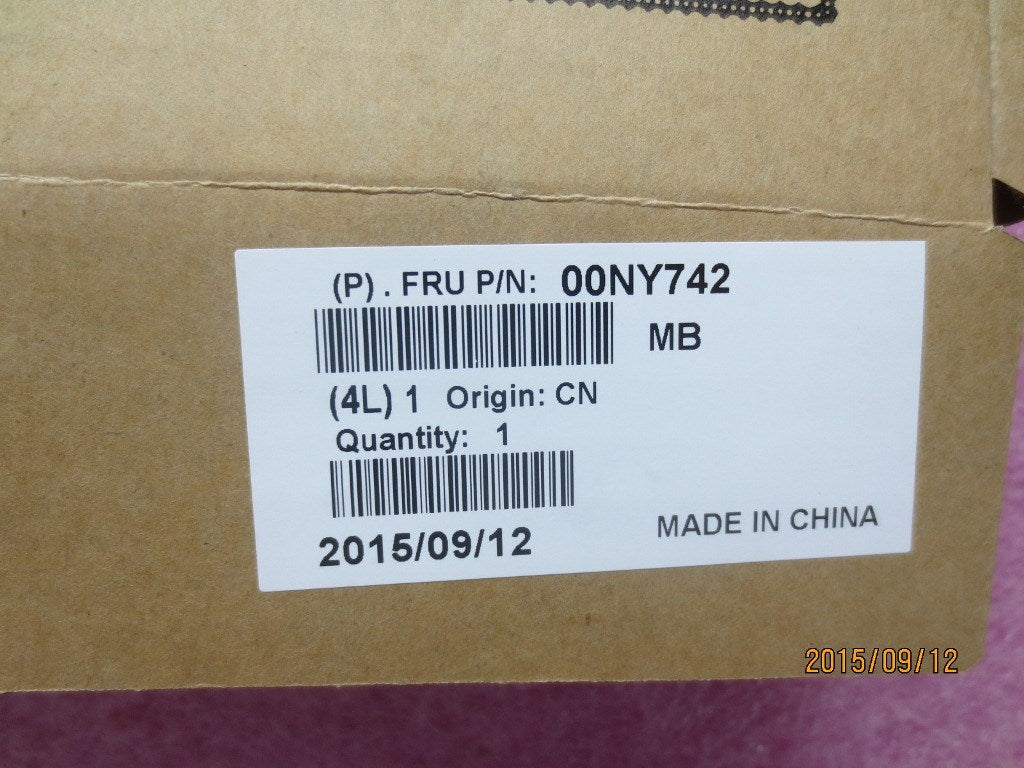 (P) . FRU P/N: 00NY742
MB
(4L) 1 Origin: CN
Quantity: 1
2015/09/12
MADE IN CHINA
2015/09/12